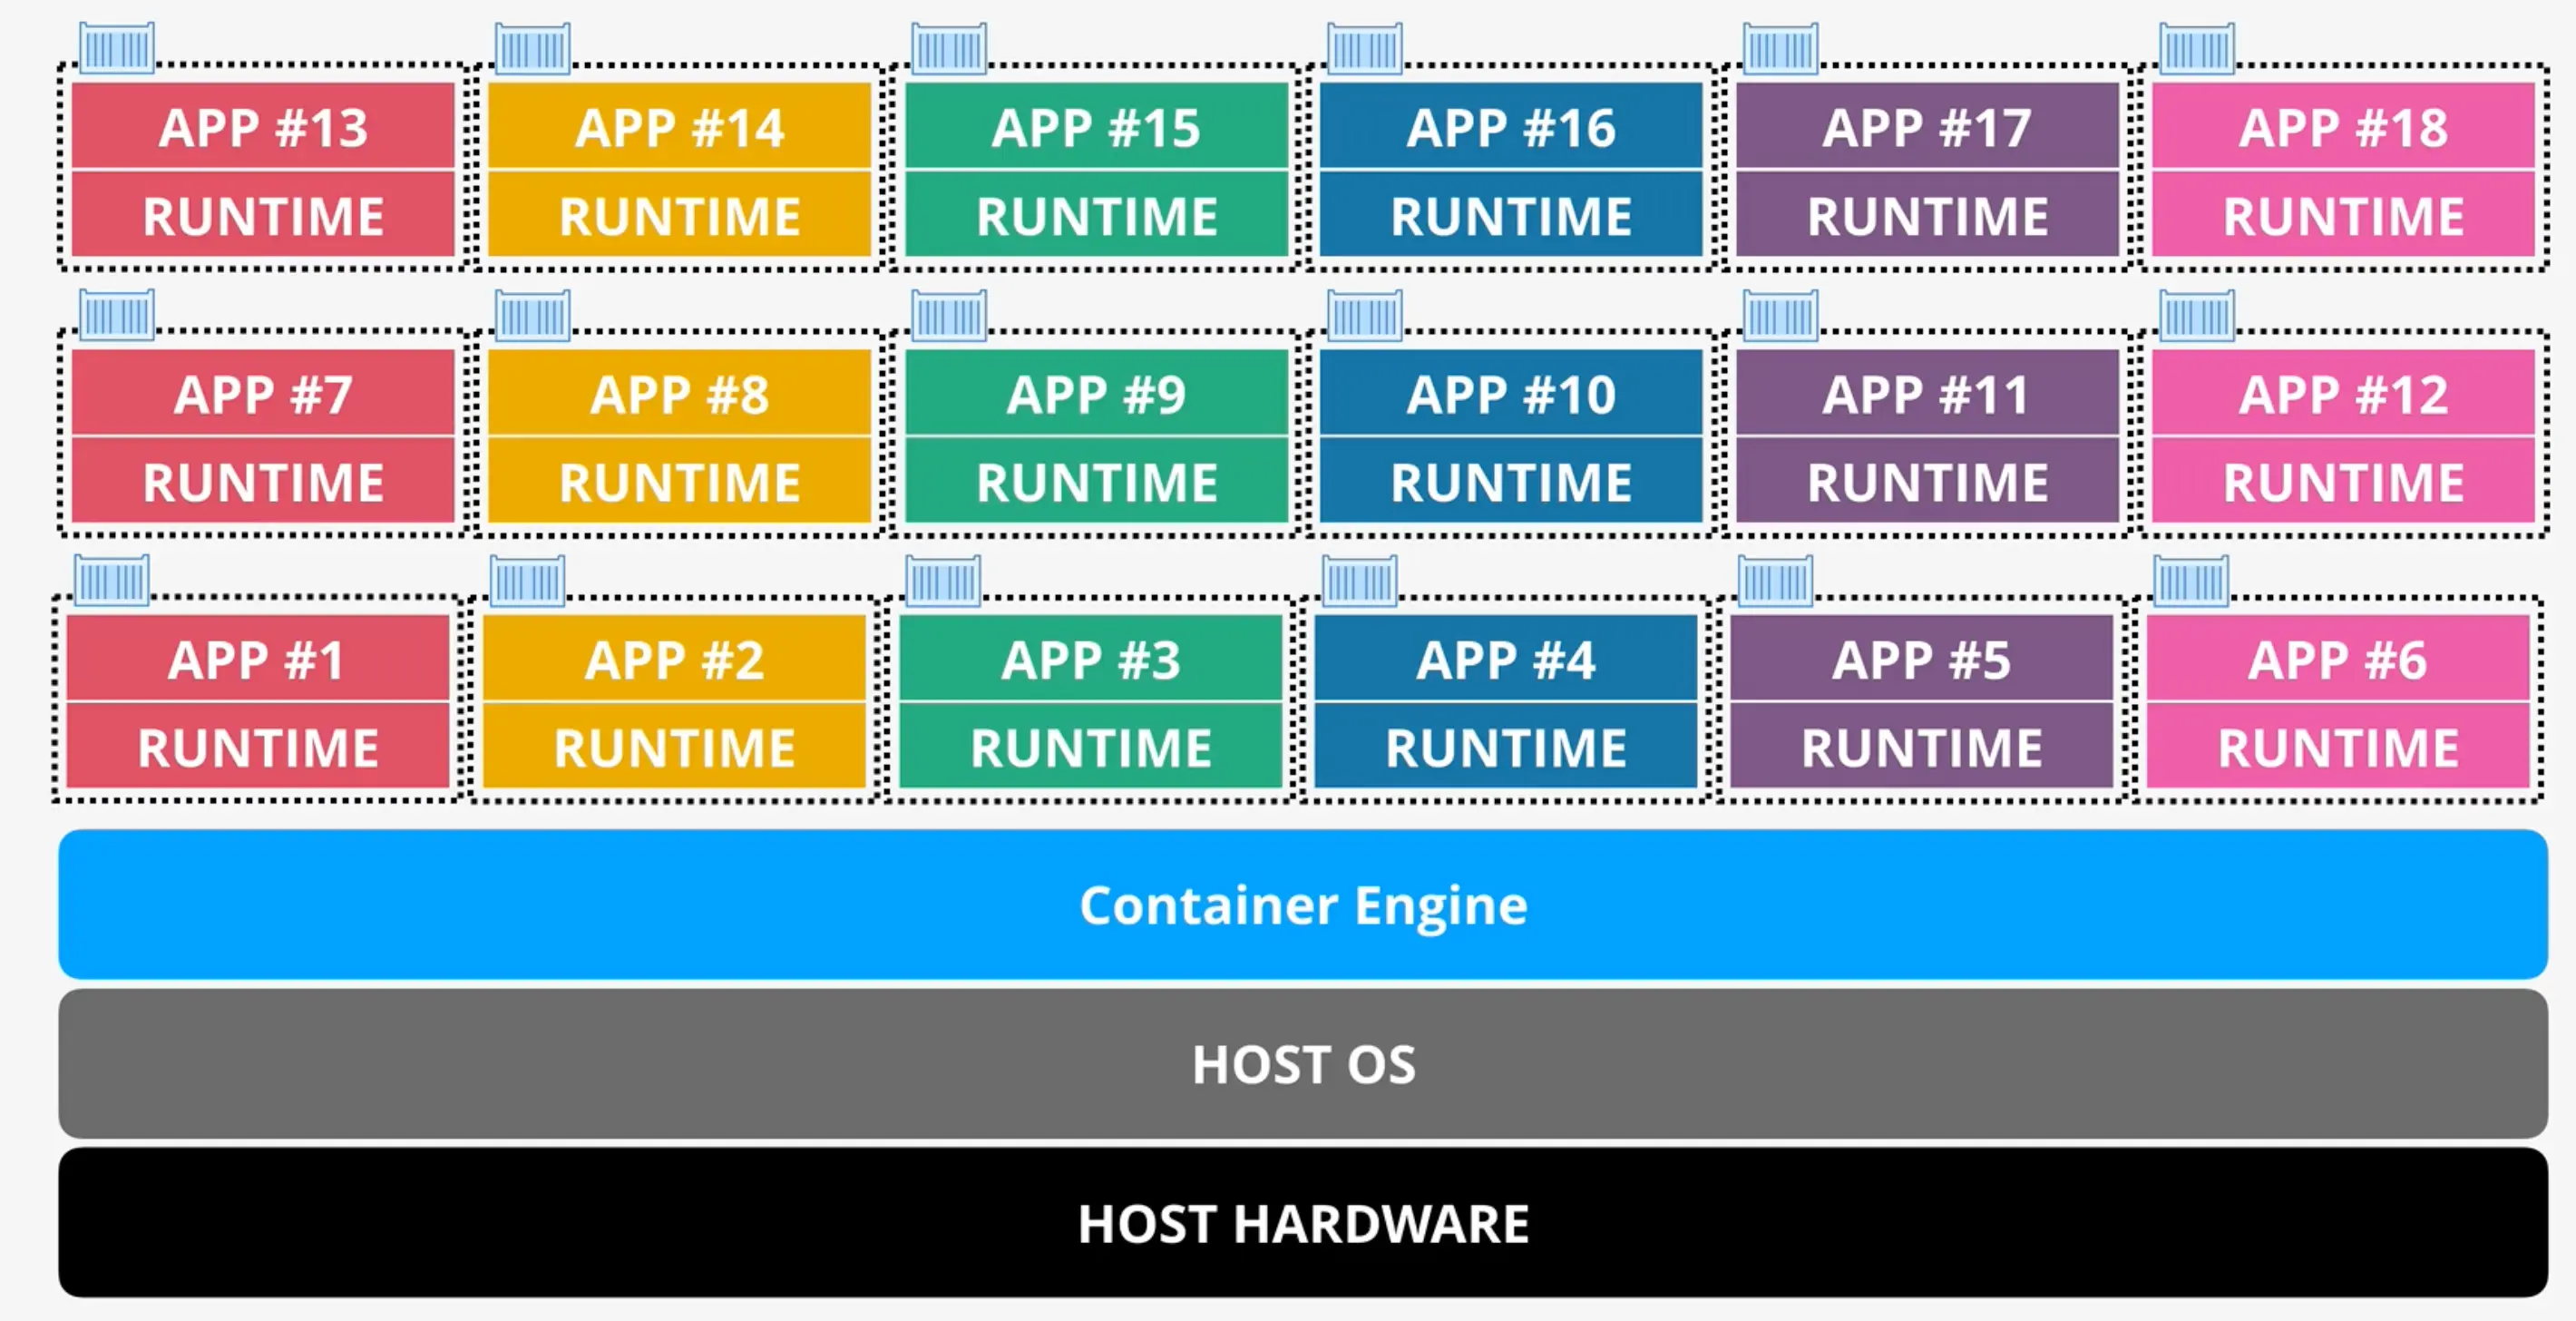 APP #13 APP #14 APP #15 APP #16 APP #17 APP #18
RUNTIME RUNTIME RUNTIME RUNTIME RUNTIME RUNTIME
APP #7 APP #8 APP #9 APP #10 APP #11 APP #12
RUNTIME RUNTIME RUNTIME RUNTIME RUNTIME RUNTIME
APP #1 APP #2 APP #3 APP #4 APP #5 APP #6
RUNTIME RUNTIME RUNTIME RUNTIME RUNTIME RUNTIME
Container Engine
HOST OS
HOST HARDWARE